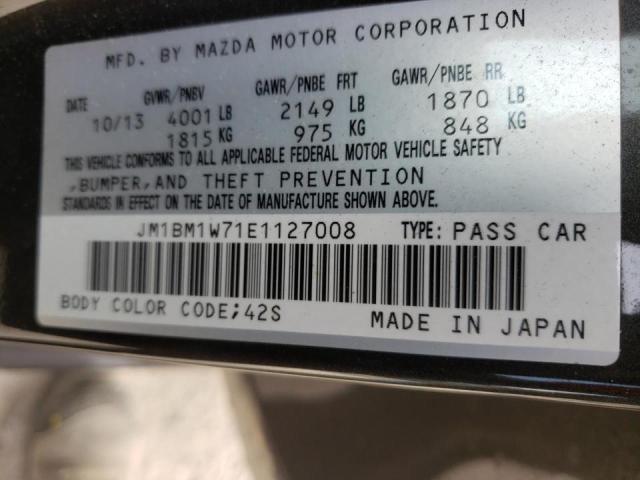 MFD. BY MAZDA MOTOR CORPORATION
DATE GVWR/PNBV GAWR/PNBE FRT GAWR/PNBE RR
10/13 4001 LB 2149 LB 1870 LB
1815 KG 975 KG 848 KG
THIS VEHICLE CONFORMS TO ALL APPLICABLE FEDERAL MOTOR VEHICLE SAFETY
,BUMPER,AND THEFT PREVENTION
STANDARDS IN EFFECT ON THE DATE OF MANUFACTURE SHOWN ABOVE.
JM1BM1W71E1127008 TYPE: PASS CAR
BODY COLOR CODE;42S MADE IN JAPAN